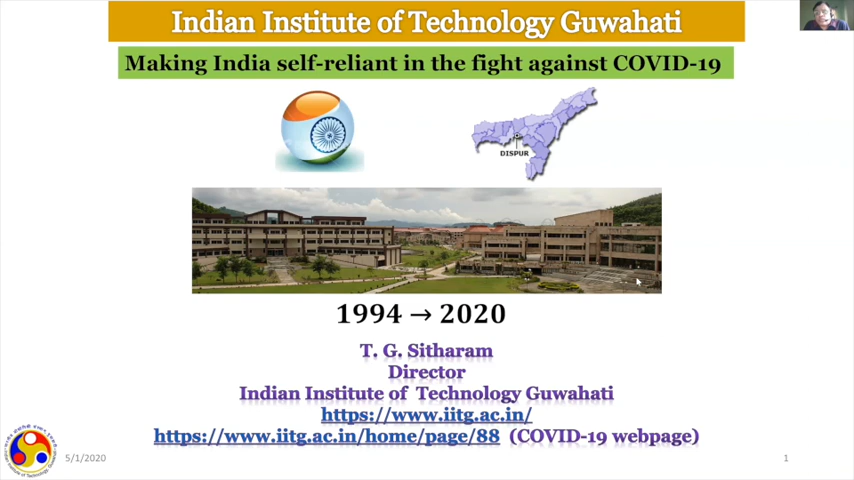 Indian Institute of Technology Guwahati
Making India self-reliant in the fight against COVID-19
DISPUR
1994 → 2020
T. G. Sitharam
Director
Indian Institute of Technology Guwahati
https://www.iitg.ac.in/
https://www.iitg.ac.in/home/page/88 (COVID-19 webpage)
5/1/2020
1